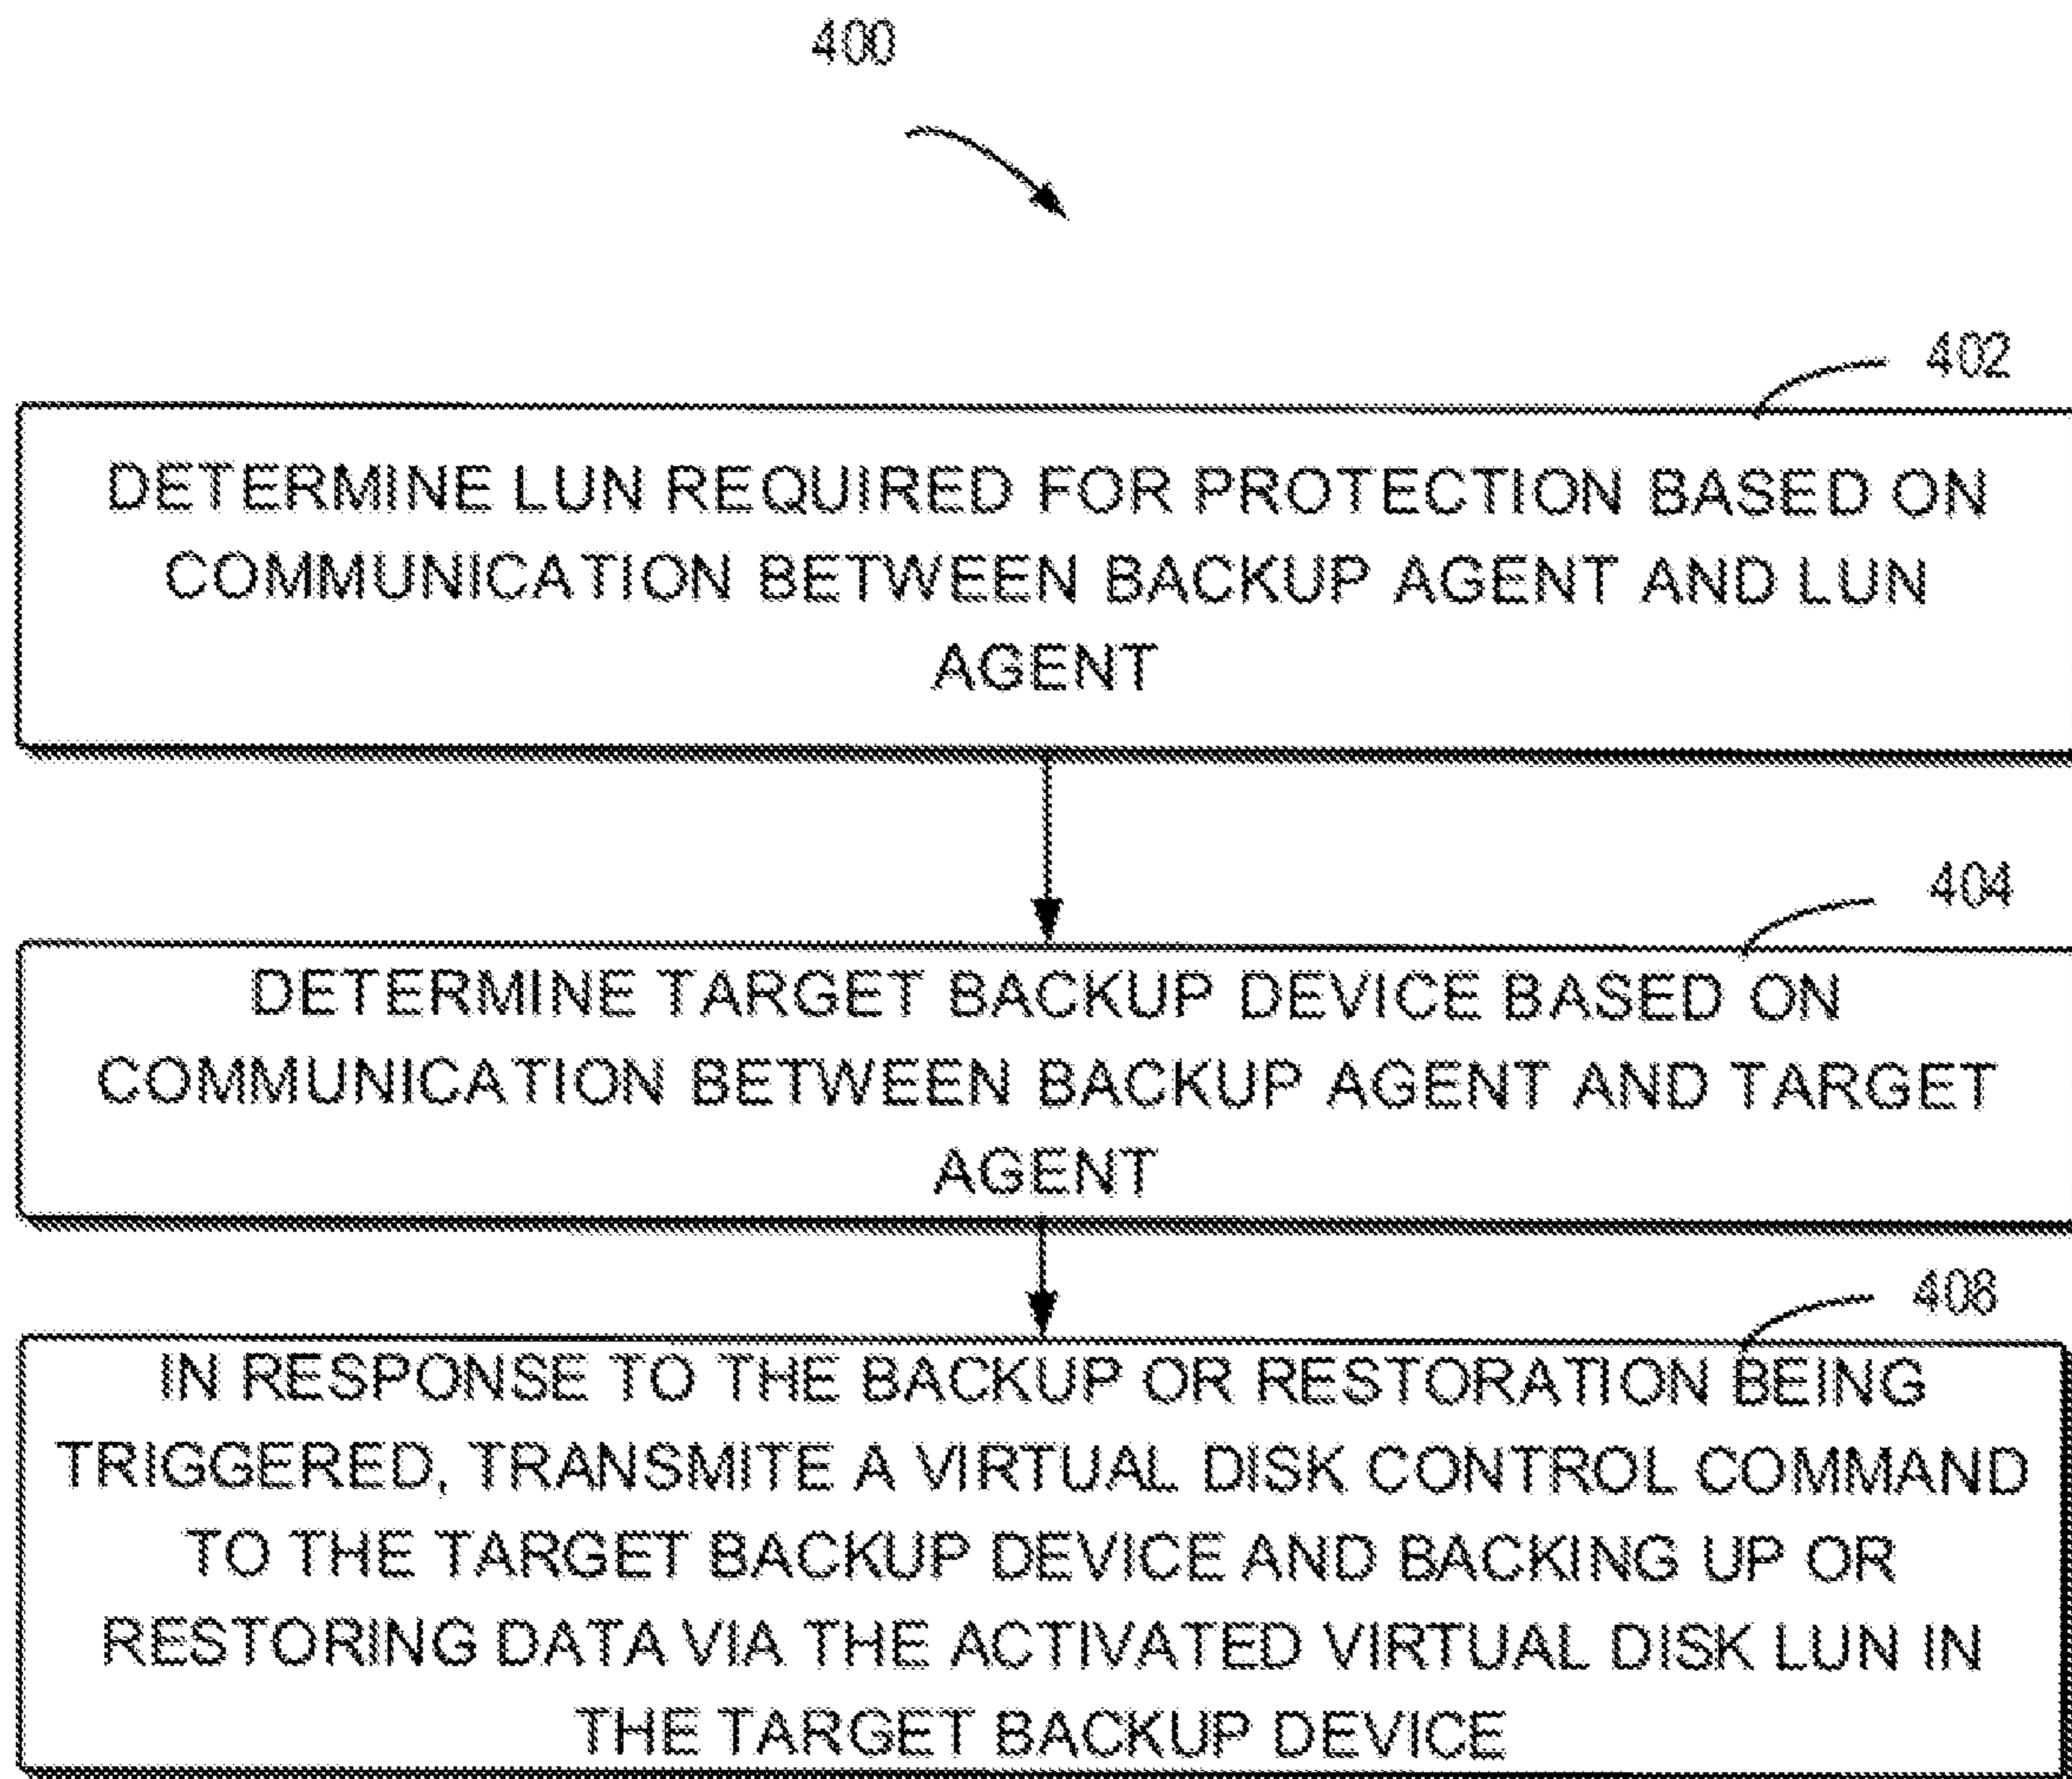 400
402
DETERMINE LUN REQUIRED FOR PROTECTION BASED ON
COMMUNICATION BETWEEN BACKUP AGENT AND LUN
AGENT
404
DETERMINE TARGET BACKUP DEVICE BASED ON
COMMUNICATION BETWEEN BACKUP AGENT AND TARGET
AGENT
406
IN RESPONSE TO THE BACKUP OR RESTORATION BEING
TRIGGERED, TRANSMITE A VIRTUAL DISK CONTROL COMMAND
TO THE TARGET BACKUP DEVICE AND BACKING UP OR
RESTORING DATA VIA THE ACTIVATED VIRTUAL DISK LUN IN
THE TARGET BACKUP DEVICE